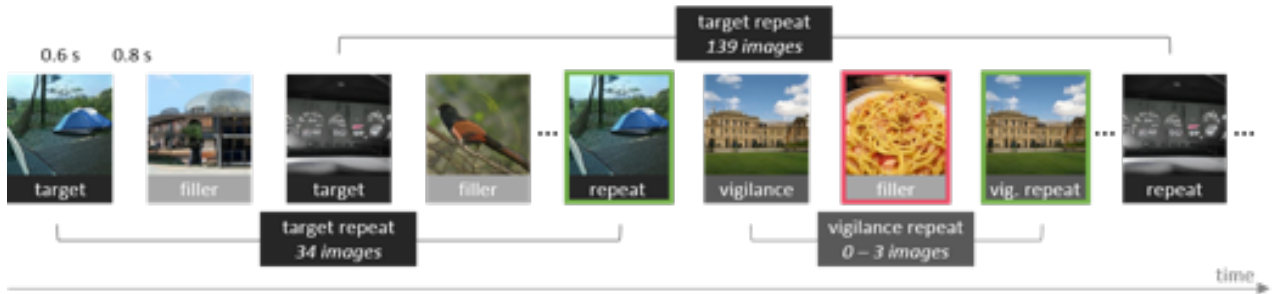 target repeat
139 images
0.6 s 0.8 s
target
filler
target
filler
...
repeat
vigilance
filler
vig. repeat
...
repeat
...
target repeat
34 images
vigilance repeat
0 – 3 images
time